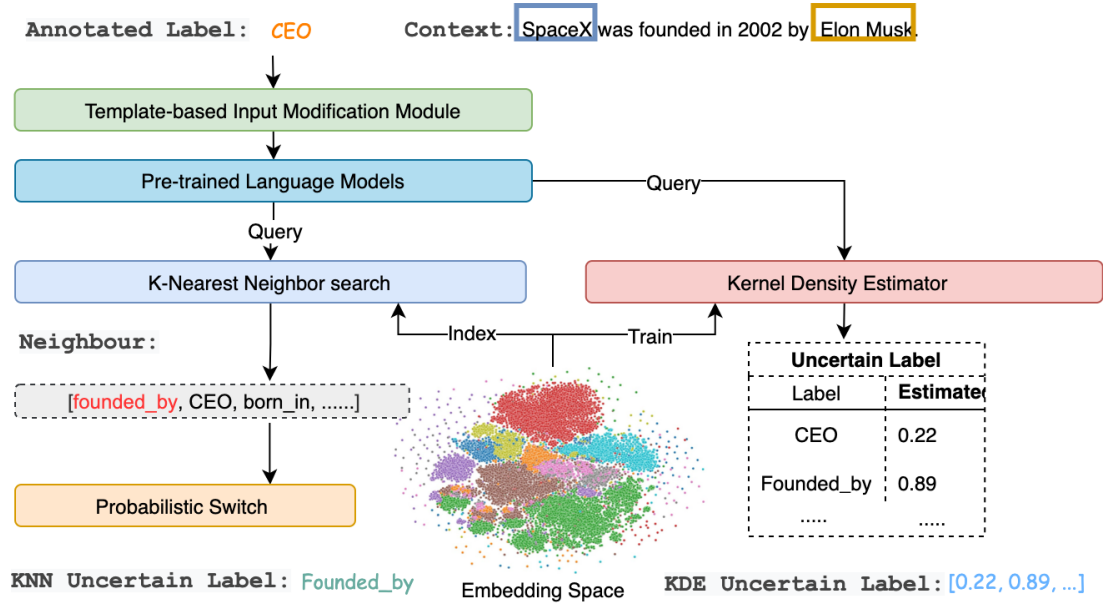 Annotated Label: CEO
Context: SpaceX was founded in 2002 by Elon Musk.
Template-based Input Modification Module
Pre-trained Language Models
Query
Query
K-Nearest Neighbor search
Kernel Density Estimator
Index
Train
Neighbour:
[founded_by, CEO, born_in, ......]
Probabilistic Switch
Uncertain Label
Label Estimated
CEO 0.22
Founded_by 0.89
..... .....
KNN Uncertain Label: Founded_by
Embedding Space
KDE Uncertain Label: [0.22, 0.89, ...]